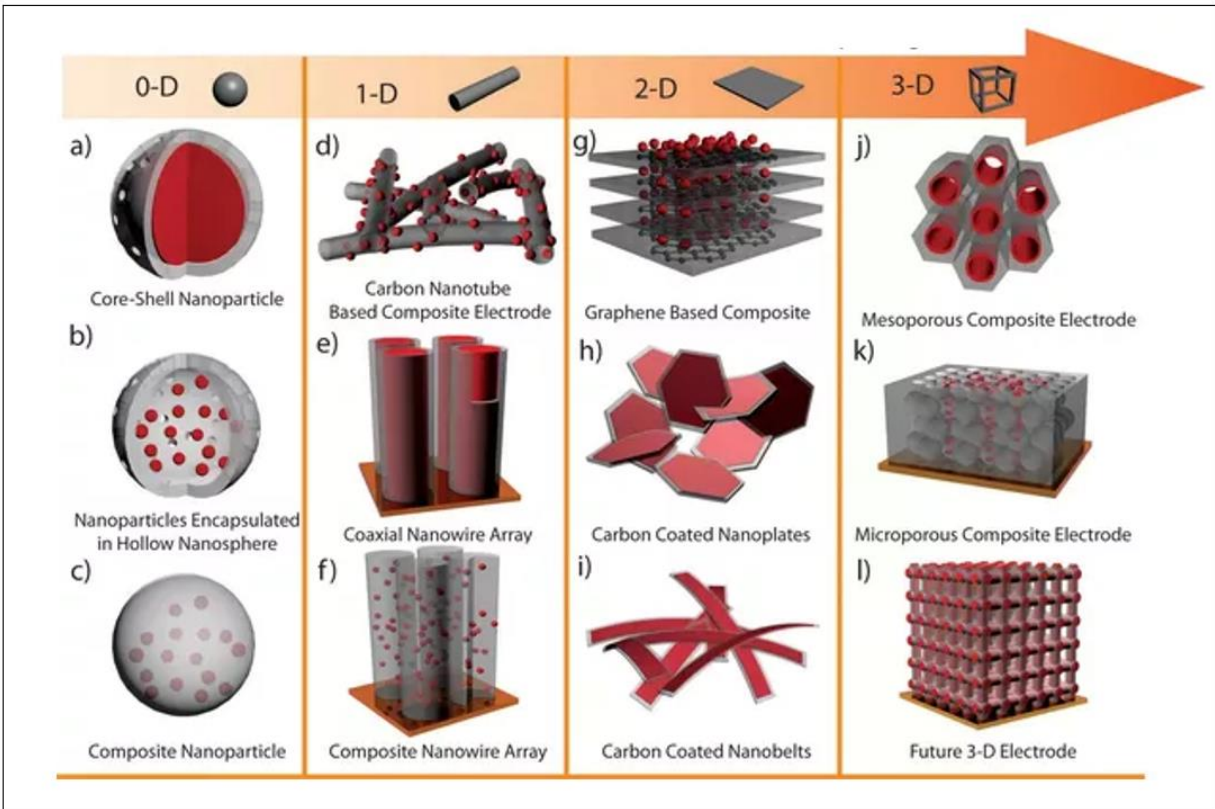 0-D
1-D
2-D
3-D
a)
d)
g)
j)
Core-Shell Nanoparticle
Carbon Nanotube
Based Composite Electrode
Graphene Based Composite
Mesoporous Composite Electrode
b)
e)
h)
k)
Nanoparticles Encapsulated
in Hollow Nanosphere
Coaxial Nanowire Array
Carbon Coated Nanoplates
Microporous Composite Electrode
c)
f)
i)
l)
Composite Nanoparticle
Composite Nanowire Array
Carbon Coated Nanobelts
Future 3-D Electrode